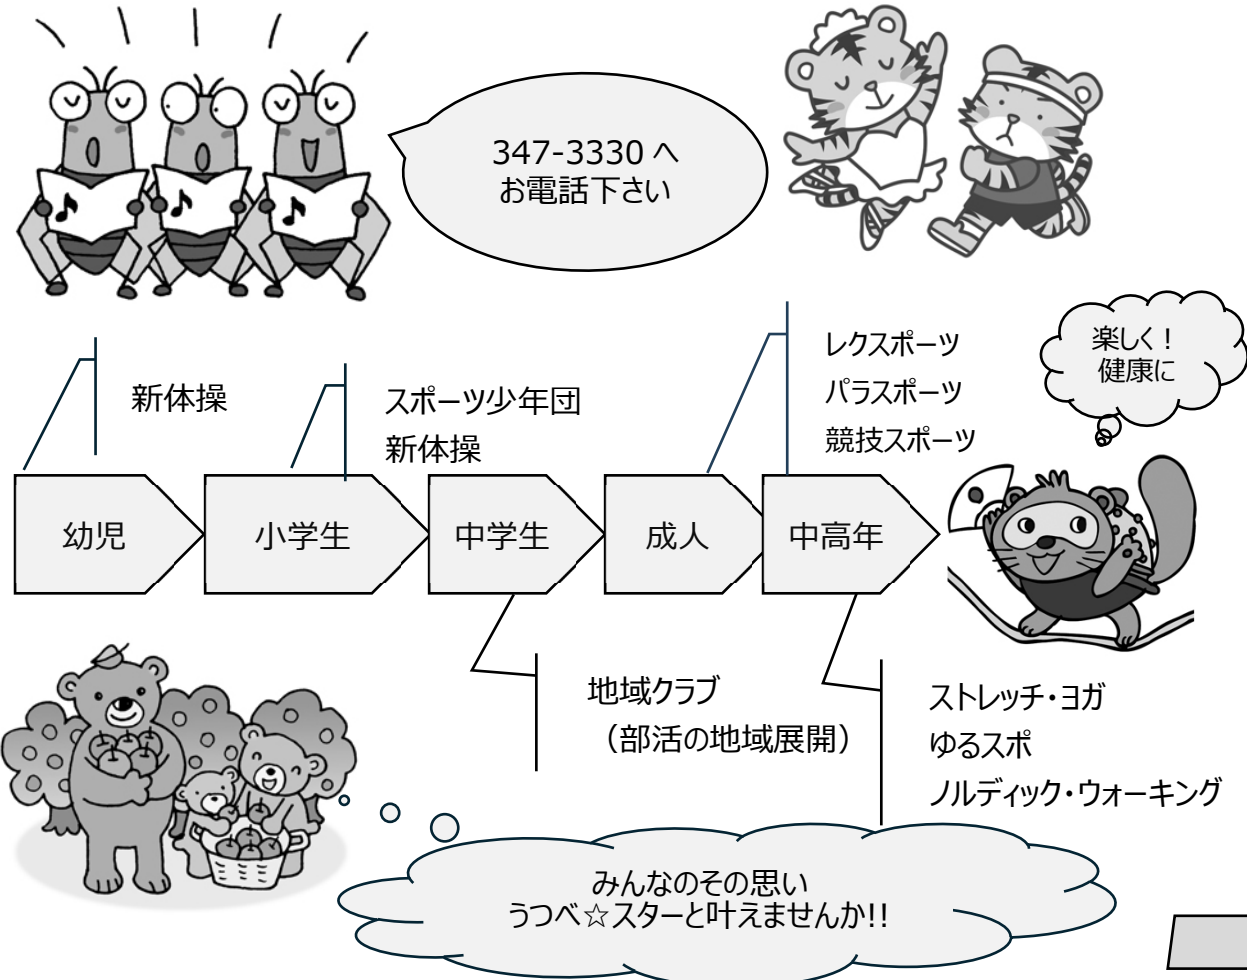 347-3330 へ
お電話下さい
楽しく！
健康に
新体操
スポーツ少年団
新体操
レクスポーツ
パラスポーツ
競技スポーツ
幼児
小学生
中学生
成人
中高年
地域クラブ
（部活の地域展開）
ストレッチ・ヨガ
ゆるスポ
ノルディック・ウォーキング
みんなのその思い
うつべ☆スターと叶えませんか!!